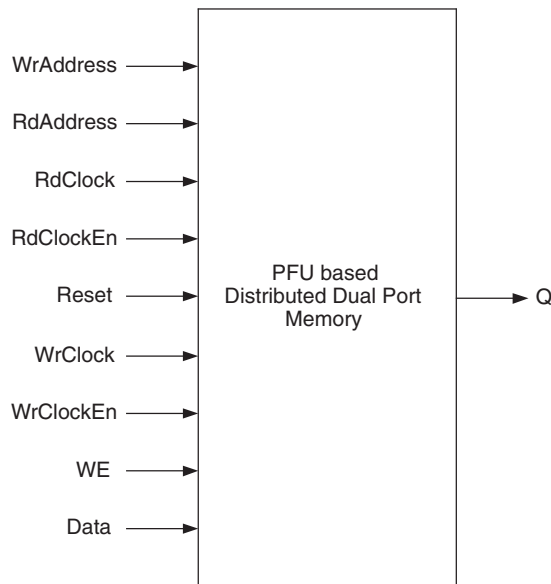 WrAddress
RdAddress
RdClock
RdClockEn
Reset
WrClock
WrClockEn
WE
Data
PFU based
Distributed Dual Port
Memory
Q